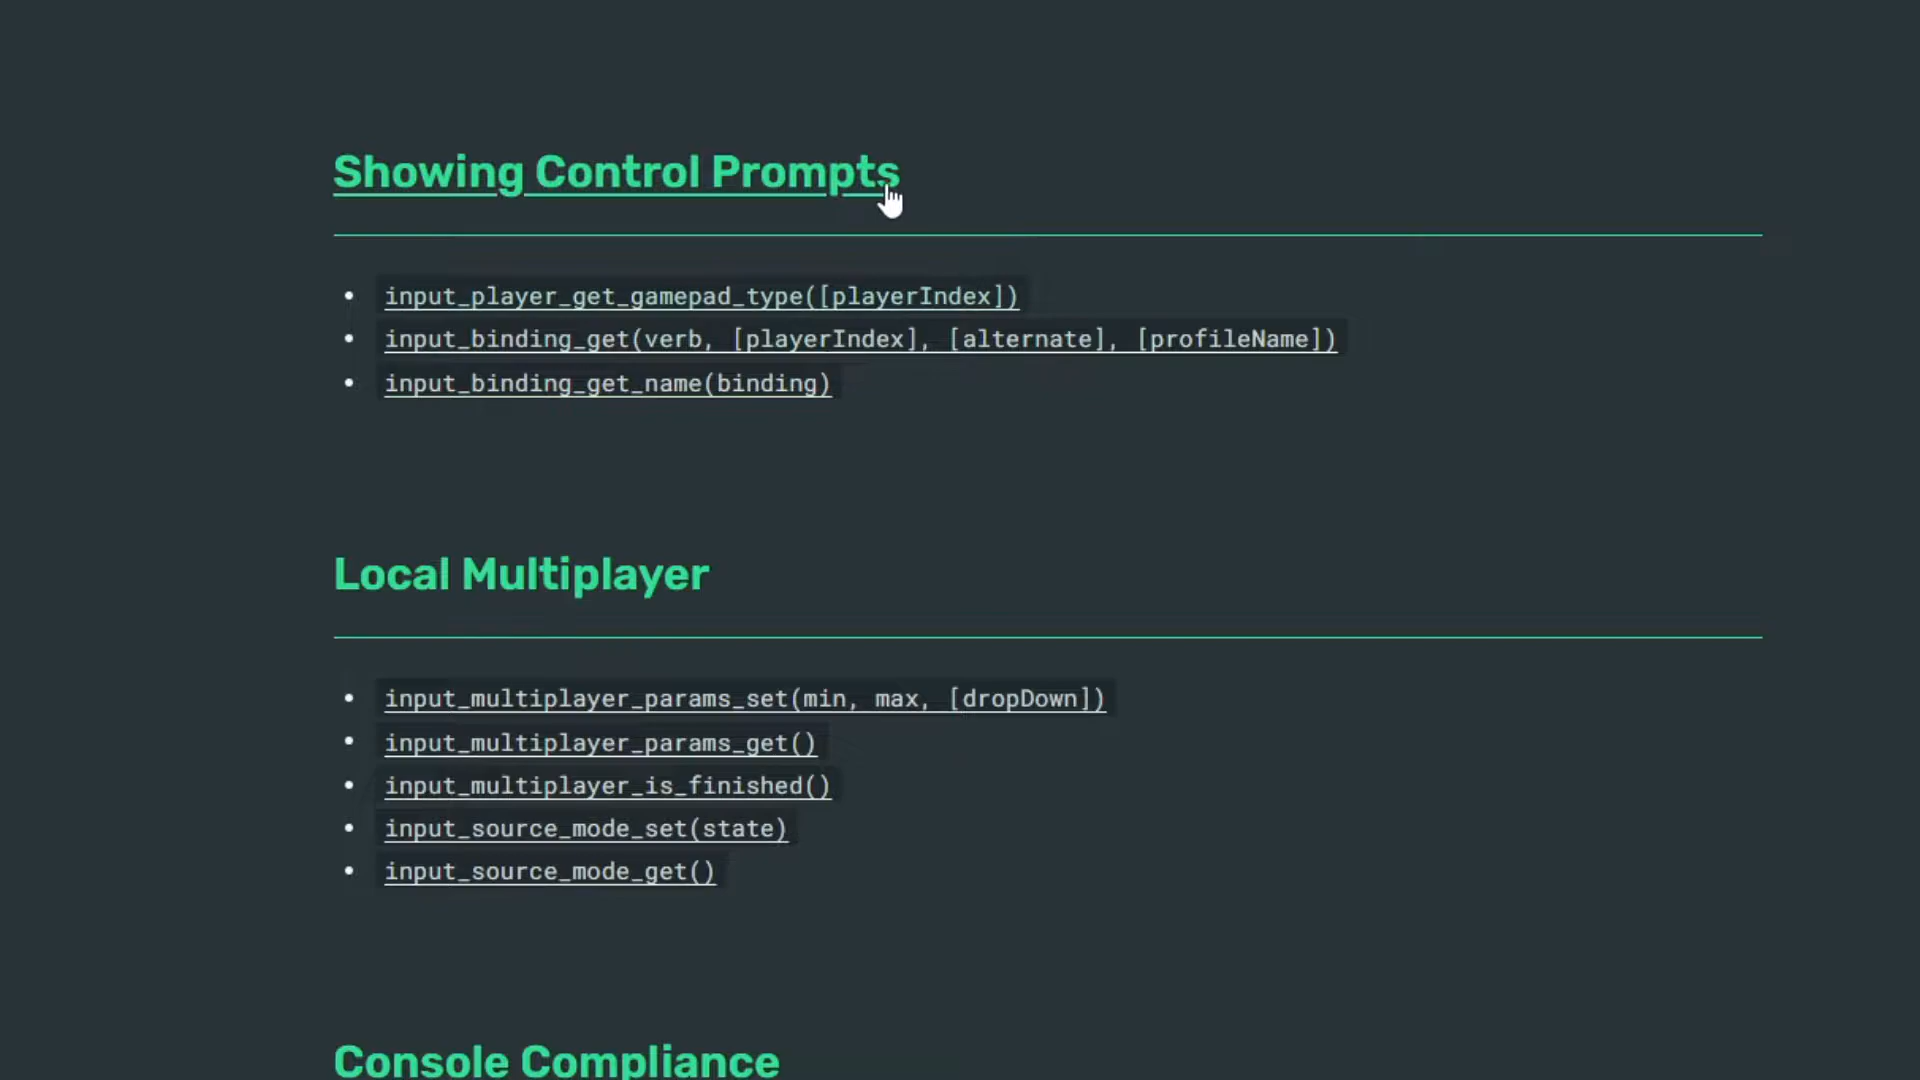 Showing Control Prompts
input_player_get_gamepad_type([playerIndex])
input_binding_get(verb, [playerIndex], [alternate], [profileName])
input_binding_get_name(binding)
Local Multiplayer
input_multiplayer_params_set(min, max, [dropDown])
input_multiplayer_params_get()
input_multiplayer_is_finished()
input_source_mode_set(state)
input_source_mode_get()
Console Compliance